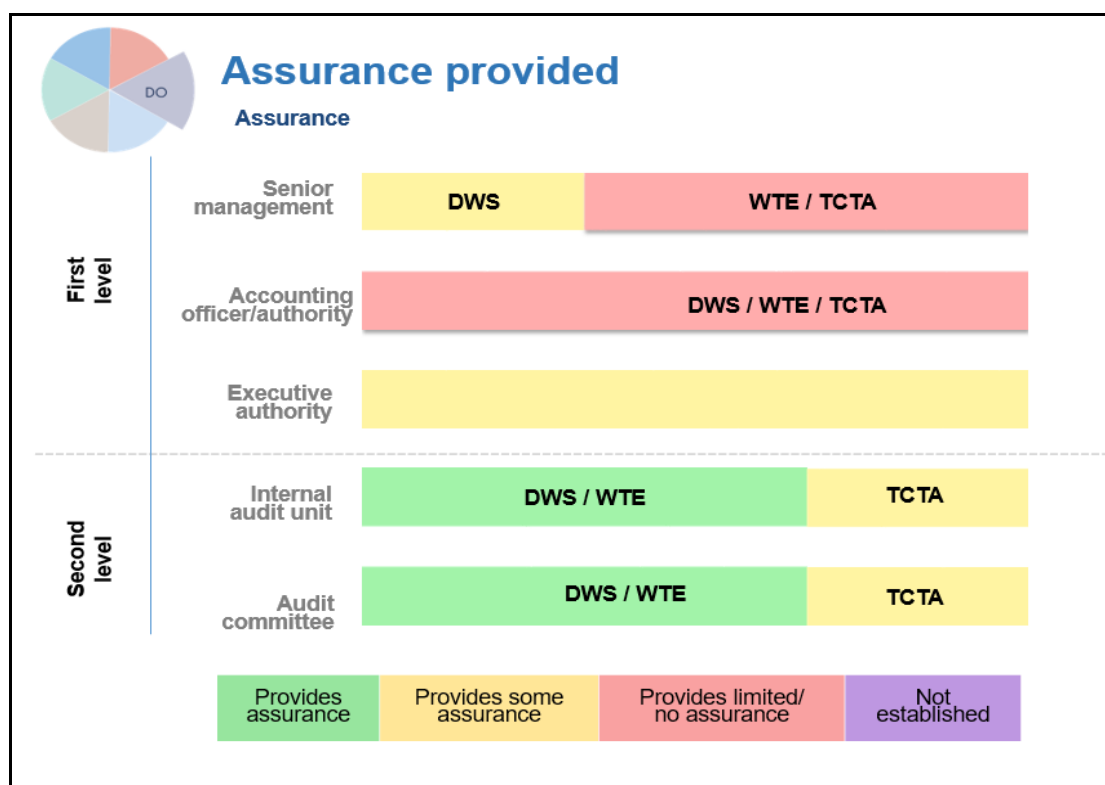 DO
Assurance provided
Assurance
First
level
Senior
management
DWS
WTE / TCTA
Accounting
officer/authority
DWS / WTE / TCTA
Executive
authority
Second
level
Internal
audit unit
DWS / WTE
TCTA
Audit
committee
DWS / WTE
TCTA
Provides
assurance
Provides some
assurance
Provides limited/
no assurance
Not
established